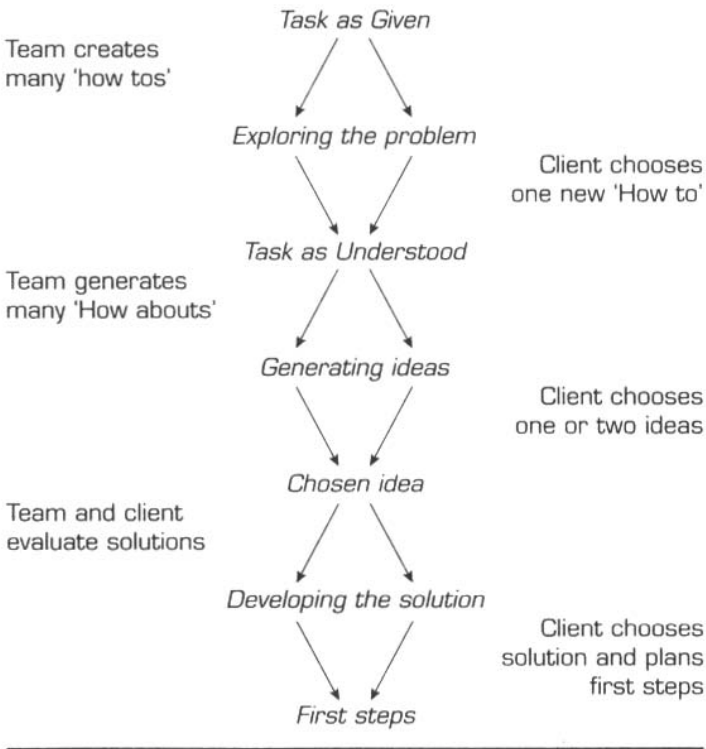 Task as Given
Team creates
many 'how tos'
Exploring the problem
Client chooses
one new 'How to'
Task as Understood
Team generates
many 'How abouts'
Generating ideas
Client chooses
one or two ideas
Chosen idea
Team and client
evaluate solutions
Developing the solution
Client chooses
solution and plans
first steps
First steps